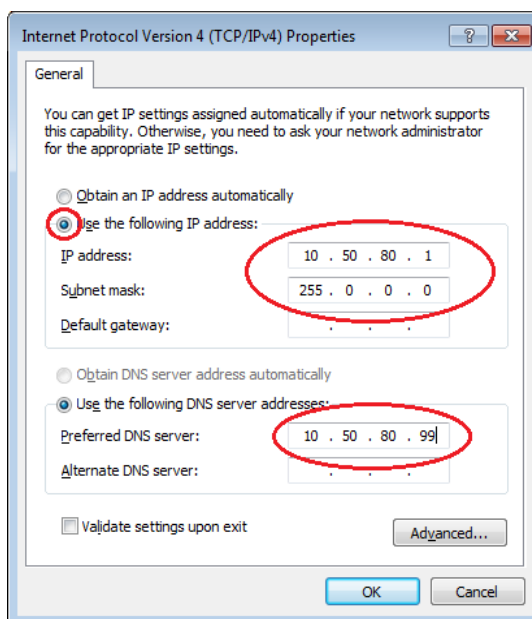 Internet Protocol Version 4 (TCP/IPv4) Properties
General
You can get IP settings assigned automatically if your network supports
this capability. Otherwise, you need to ask your network administrator
for the appropriate IP settings.
Obtain an IP address automatically
Use the following IP address:
IP address: 10 . 50 . 80 . 1
Subnet mask: 255 . 0 . 0 . 0
Default gateway: . . .
Obtain DNS server address automatically
Use the following DNS server addresses:
Preferred DNS server: 10 . 50 . 80 . 99
Alternate DNS server: . . .
Validate settings upon exit
Advanced...
OK Cancel